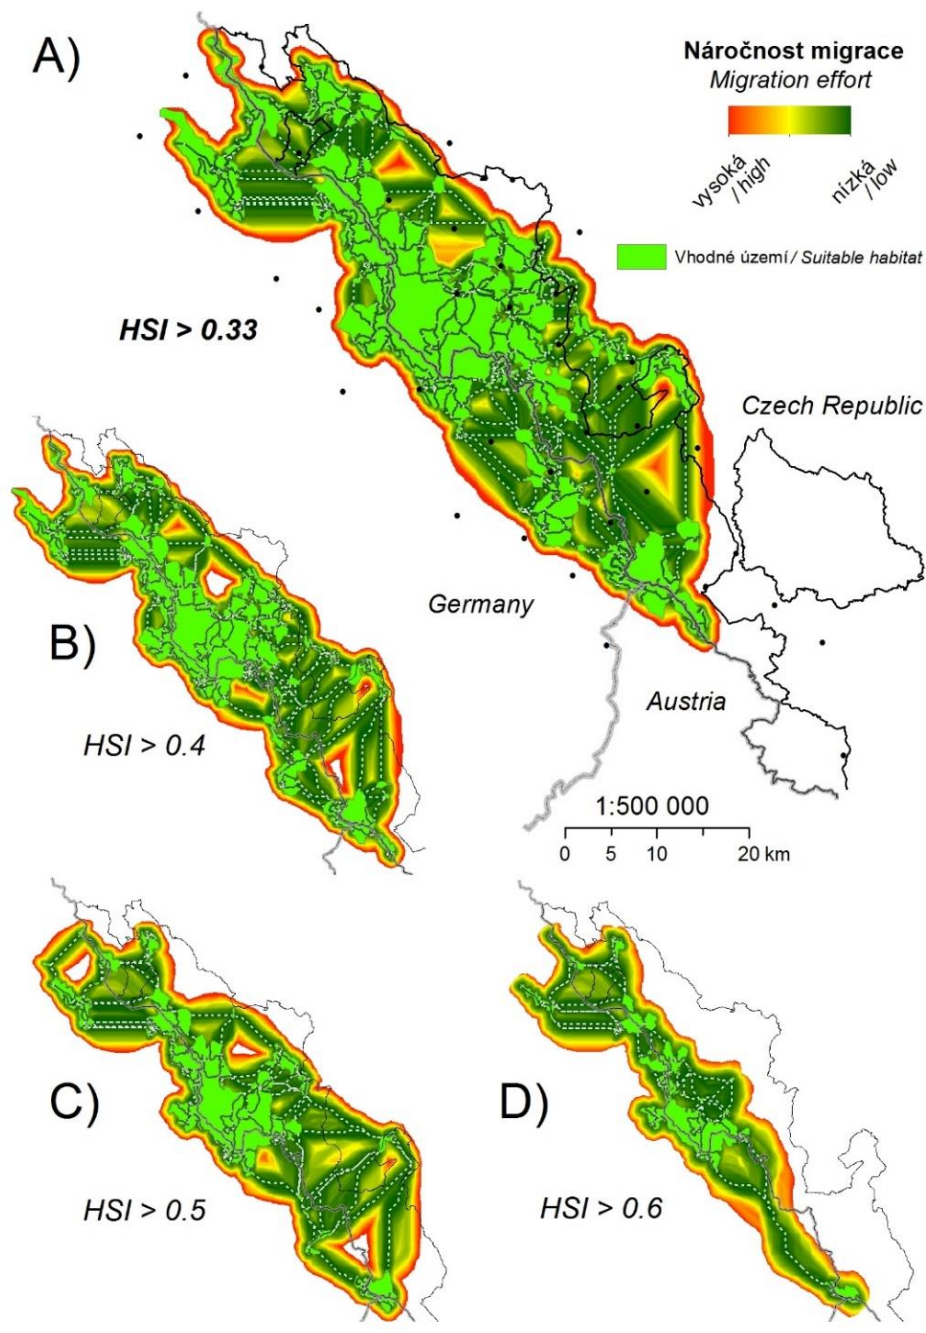 A)
Náročnost migrace
Migration effort
vysoká
/high
nízká
/low
Vhodné území / Suitable habitat
HSI > 0.33
Czech Republic
Germany
B)
Austria
HSI > 0.4
1:500 000
0 5 10 20 km
C)
D)
HSI > 0.5
HSI > 0.6